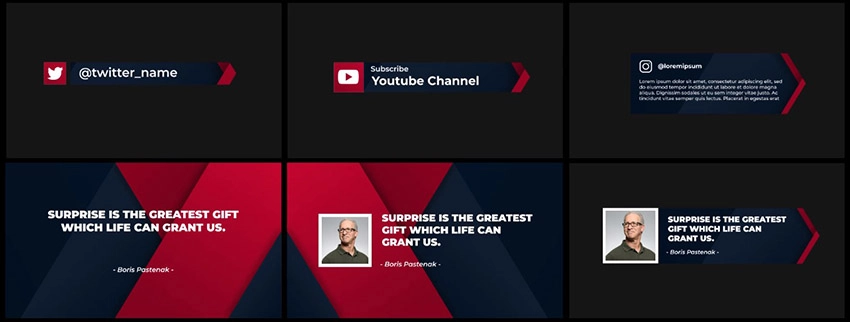 @twitter_name
Subscribe
Youtube Channel
@loremipsum
Lorem ipsum dolor sit amet, consectetur adipiscing elit, sed
do eiusmod tempor incididunt ut labore et dolore magna
aliqua. Dignissim sodales ut eu sem integer vitae justo. Ac
tincidunt vitae semper quis lectus. Placerat in egestas erat
SURPRISE IS THE GREATEST GIFT
WHICH LIFE CAN GRANT US.
- Boris Pastenak -
SURPRISE IS THE GREATEST
GIFT WHICH LIFE CAN
GRANT US.
- Boris Pastenak -
SURPRISE IS THE GREATEST
GIFT WHICH LIFE CAN
GRANT US.
- Boris Pastenak -